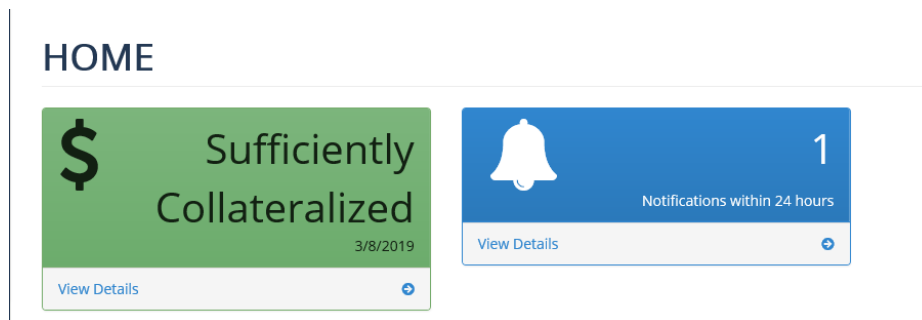 HOME
$
Sufficiently
Collateralized
3/8/2019
View Details
1
Notifications within 24 hours
View Details